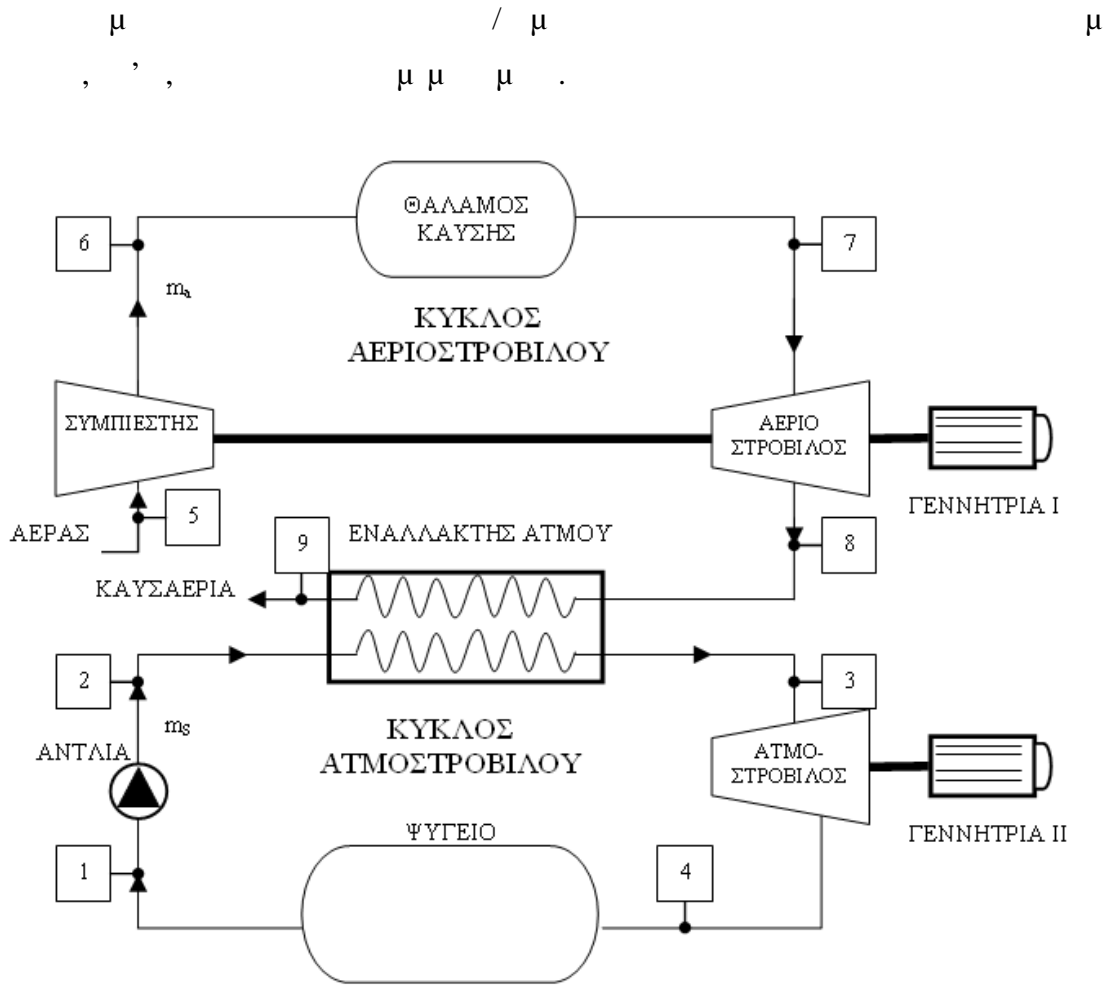 μ / μ μ
, ’ , μ μ μ .
ΘΑΛΑΜΟΣ
ΚΑΥΣΗΣ
6
7
mₐ
ΚΥΚΛΟΣ
ΑΕΡΙΟΣΤΡΟΒΙΛΟΥ
ΣΥΜΠΙΕΣΤΗΣ
ΑΕΡΙΟ
ΣΤΡΟΒΙΛΟΣ
ΓΕΝΝΗΤΡΙΑ Ι
5
ΑΕΡΑΣ
9
ΕΝΑΛΛΑΚΤΗΣ ΑΤΜΟΥ
8
ΚΑΥΣΑΕΡΙΑ
2
3
mS
ΚΥΚΛΟΣ
ΑΤΜΟΣΤΡΟΒΙΛΟΥ
ΑΝΤΛΙΑ
ΑΤΜΟ-
ΣΤΡΟΒΙΛΟΣ
ΓΕΝΝΗΤΡΙΑ ΙΙ
ΨΥΓΕΙΟ
1
4